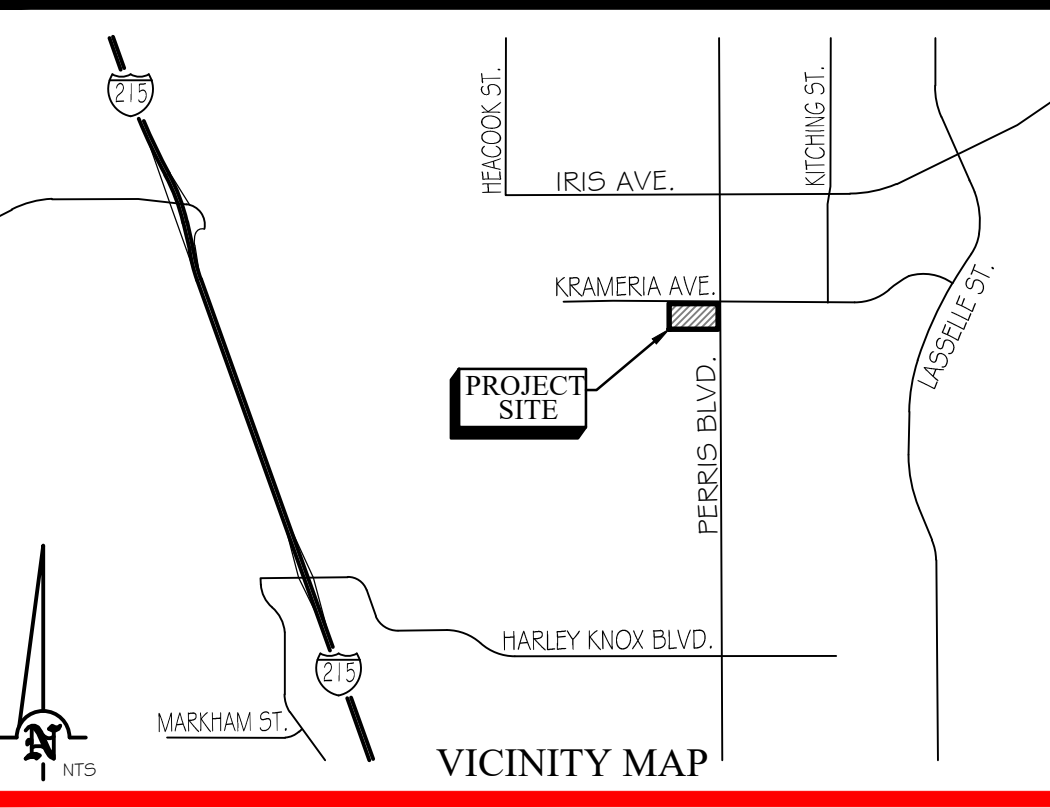 215
HEACOOK ST.
KITCHING ST.
IRIS AVE.
KRAMERIA AVE.
LASSELLE ST.
PROJECT
SITE
PERRIS BLVD.
HARLEY KNOX BLVD.
215
MARKHAM ST.
N
NTS
VICINITY MAP